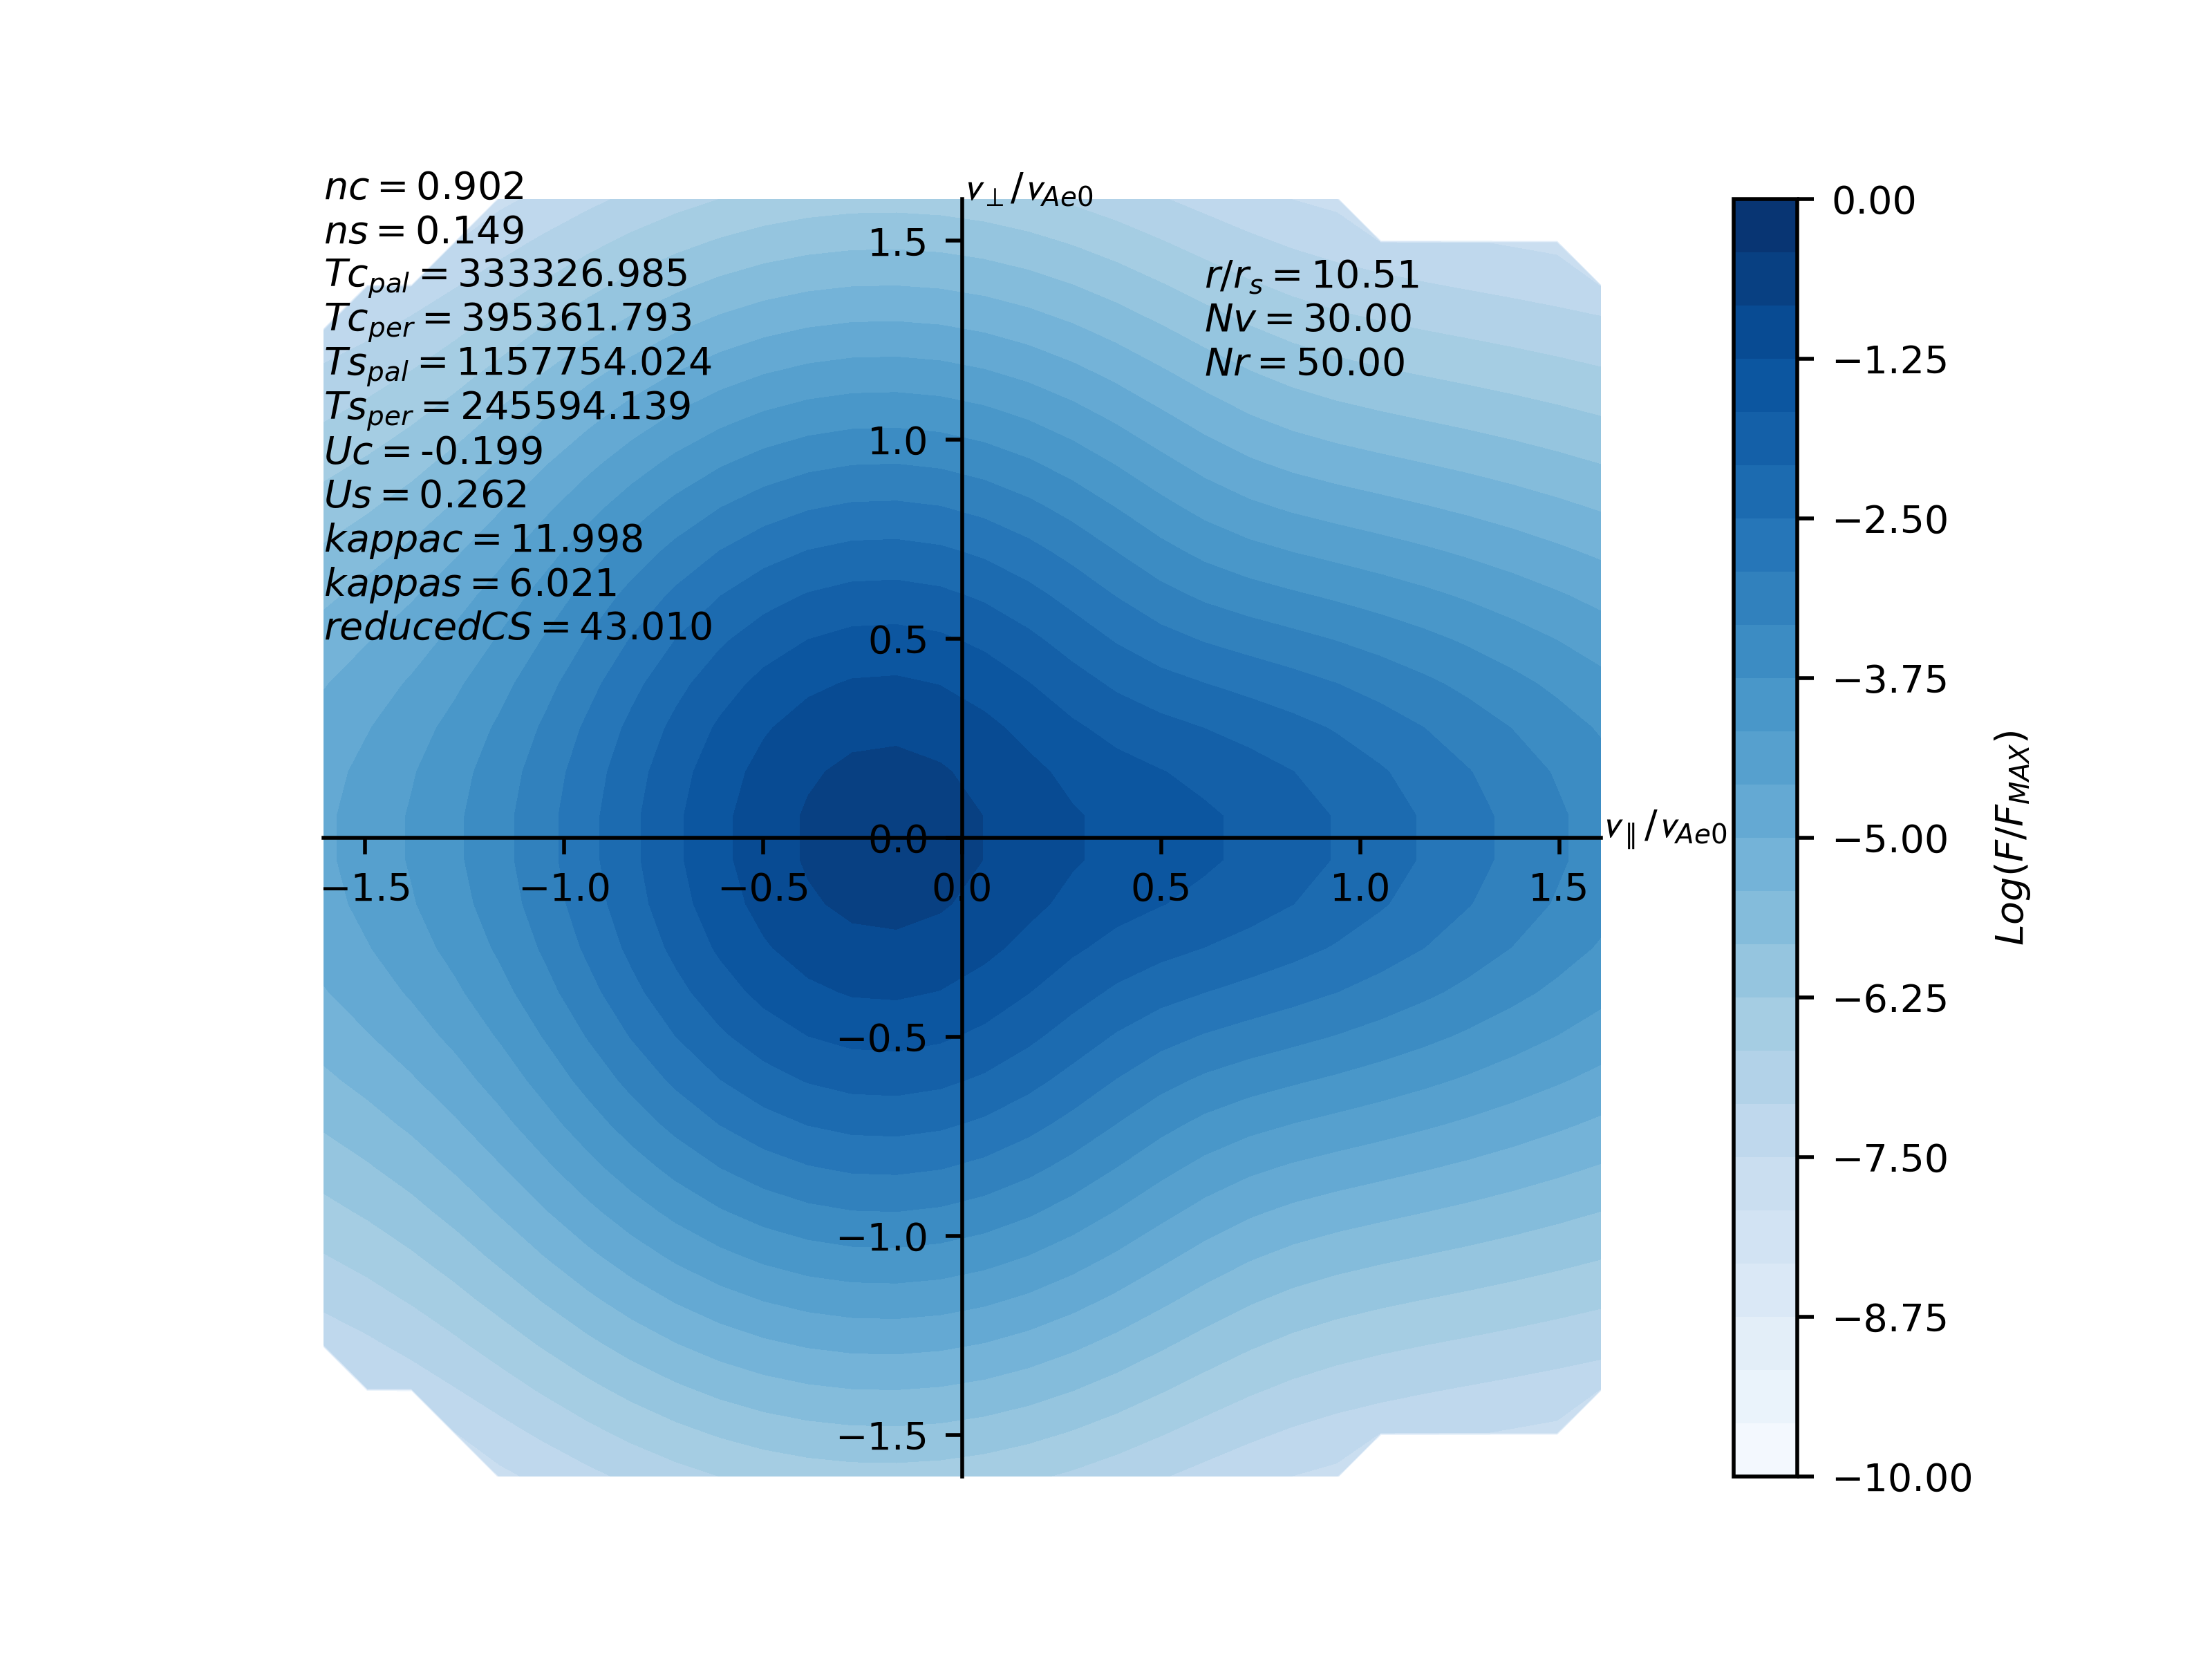 nc = 0.902
ns = 0.149
Tc_pal = 333326.985
Tc_per = 395361.793
Ts_pal = 1157754.024
Ts_per = 245594.139
Uc = -0.199
Us = 0.262
kappac = 11.998
kappas = 6.021
reducedCS = 43.010
v_⊥/v_Ae0
r/r_s = 10.51
Nv = 30.00
Nr = 50.00
1.5
1.0
0.5
0.0
−0.5
−1.0
−1.5
−1.5
−1.0
−0.5
0.0
0.5
1.0
1.5
v_∥/v_Ae0
0.00
−1.25
−2.50
−3.75
−5.00
−6.25
−7.50
−8.75
−10.00
Log(F/F_MAX)